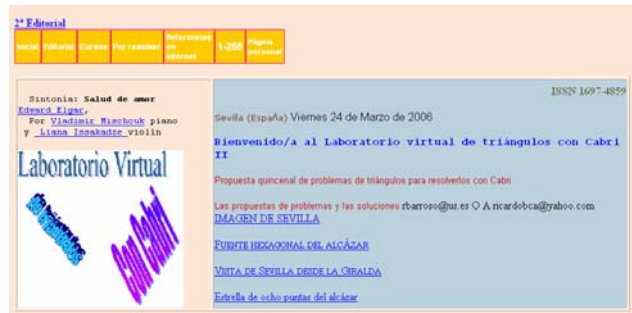 2ª Editorial
Inicial Editorial Cursos Por resolver Referencias en internet 1-258 Página personal
ISSN 1697-4859
Sintonía: Salud de amor
Edward Elgar,
Por Vladimir Mischouk piano
y Liana Issakadze violín
Laboratorio Virtual
con Cabri
Sevilla (España) Viernes 24 de Marzo de 2006
Bienvenido/a al Laboratorio virtual de triángulos con Cabri
II
Propuesta quincenal de problemas de triángulos para resolverlos con Cabri
Las propuestas de problemas y las soluciones rbarroso@us.es O A ricardobca@yahoo.com
IMAGEN DE SEVILLA
FUENTE HEXAGONAL DEL ALCÁZAR
VISTA DE SEVILLA DESDE LA GIRALDA
Estrella de ocho puntas del alcázar